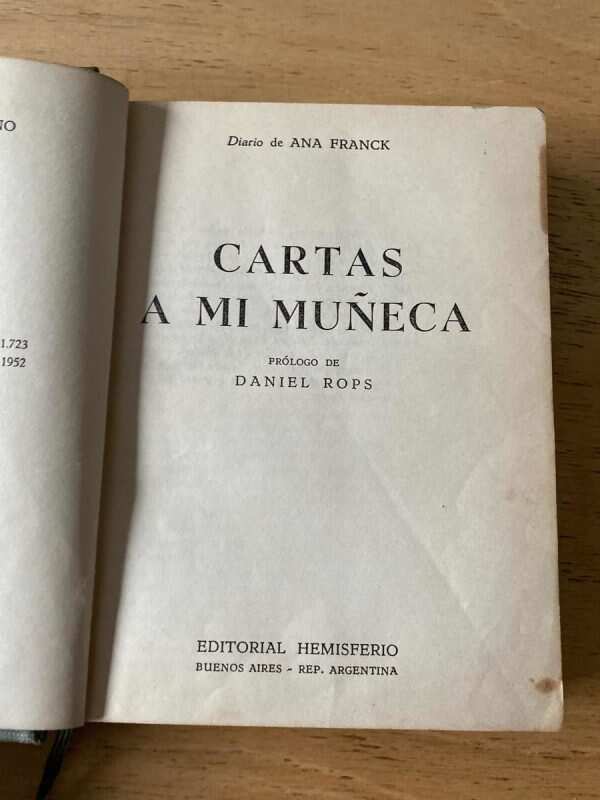 NO
1.723
1952
Diario de ANA FRANCK
CARTAS
A MI MUÑECA
PRÓLOGO DE
DANIEL ROPS
EDITORIAL HEMISFERIO
BUENOS AIRES - REP. ARGENTINA